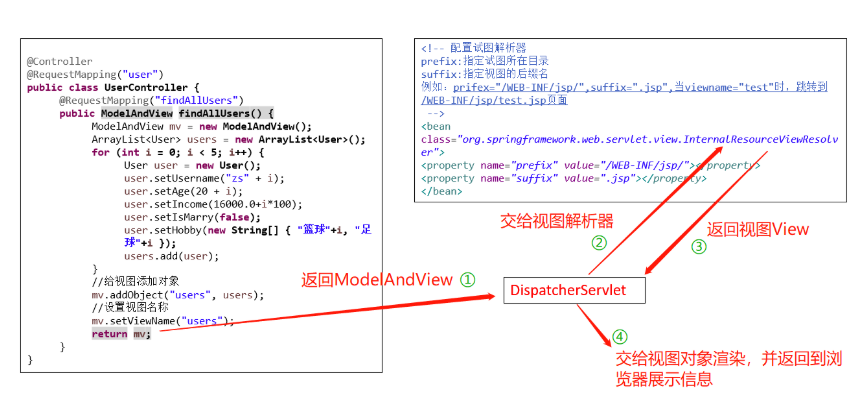 @Controller
@RequestMapping("user")
public class UserController {
@RequestMapping("findAllUsers")
public ModelAndView findAllUsers() {
ModelAndView mv = new ModelAndView();
ArrayList<User> users = new ArrayList<User>();
for (int i = 0; i < 5; i++) {
User user = new User();
user.setUsername("zs" + i);
user.setAge(20 + i);
user.setIncome(16000.0+i*100);
user.setIsMarry(false);
user.setHobby(new String[] { "篮球"+i, "足
球"+i });
users.add(user);
}
//给视图添加对象
mv.addObject("users", users);
//设置视图名称
mv.setViewName("users");
return mv;
}
}
<!-- 配置试图解析器
prefix:指定试图所在目录
suffix:指定视图的后缀名
例如：prifex="/WEB-INF/jsp/",suffix=".jsp",当viewname="test"时，跳转到
/WEB-INF/jsp/test.jsp页面
-->
<bean
class="org.springframework.web.servlet.view.InternalResourceViewResolv
er">
<property name="prefix" value="/WEB-INF/jsp/"></property>
<property name="suffix" value=".jsp"></property>
</bean>
交给视图解析器
②
返回视图View
③
返回ModelAndView ①
DispatcherServlet
④
交给视图对象渲染，并返回到浏
览器展示信息